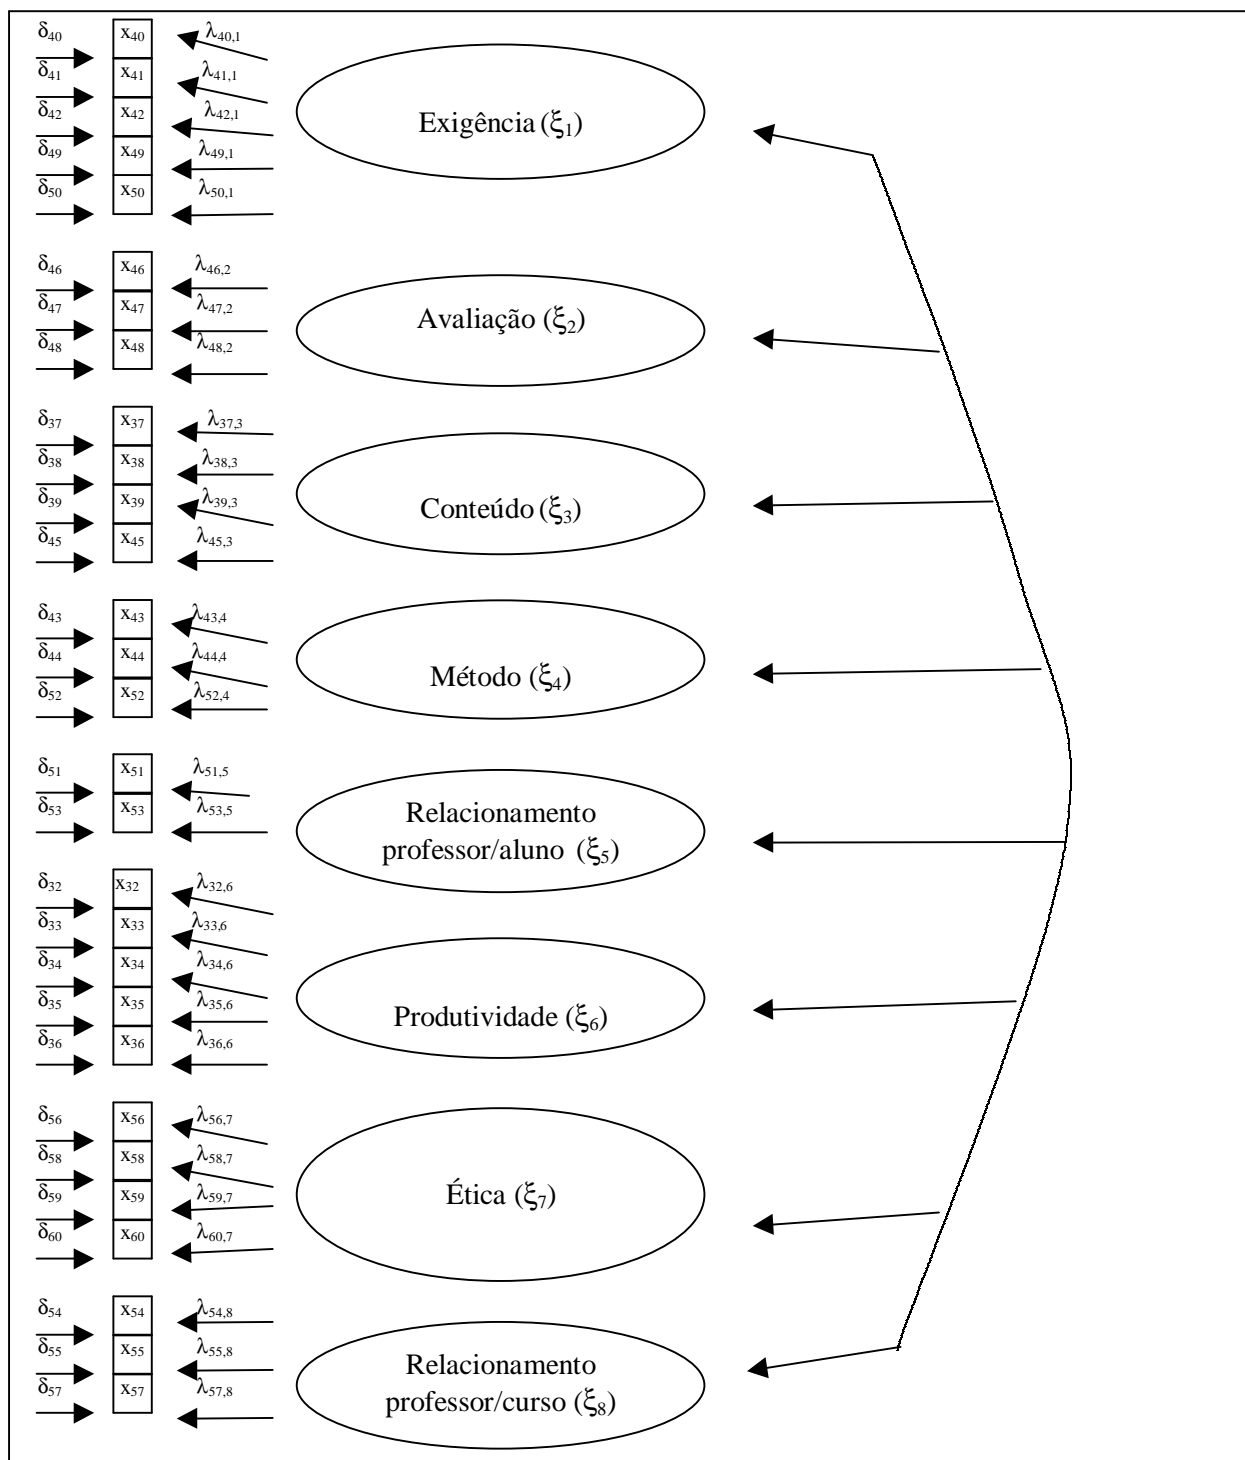 δ40 x40 λ40,1
δ41 x41 λ41,1
δ42 x42 λ42,1
δ49 x49 λ49,1
δ50 x50 λ50,1
Exigência (ξ1)
δ46 x46 λ46,2
δ47 x47 λ47,2
δ48 x48 λ48,2
Avaliação (ξ2)
δ37 x37 λ37,3
δ38 x38 λ38,3
δ39 x39 λ39,3
δ45 x45 λ45,3
Conteúdo (ξ3)
δ43 x43 λ43,4
δ44 x44 λ44,4
δ52 x52 λ52,4
Método (ξ4)
δ51 x51 λ51,5
δ53 x53 λ53,5
Relacionamento
professor/aluno (ξ5)
δ32 x32 λ32,6
δ33 x33 λ33,6
δ34 x34 λ34,6
δ35 x35 λ35,6
δ36 x36 λ36,6
Produtividade (ξ6)
δ56 x56 λ56,7
δ58 x58 λ58,7
δ59 x59 λ59,7
δ60 x60 λ60,7
Ética (ξ7)
δ54 x54 λ54,8
δ55 x55 λ55,8
δ57 x57 λ57,8
Relacionamento
professor/curso (ξ8)